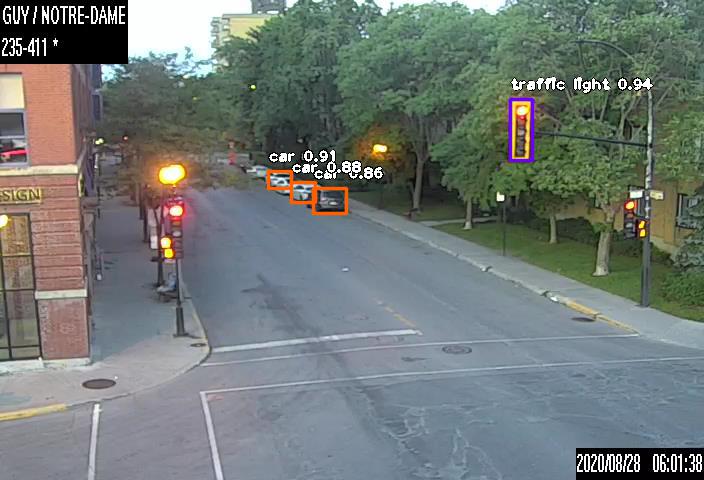 GUY / NOTRE-DAME
235-411 *
traffic light 0.94
car 0.91
car 0.88
car 0.86
ESIGN
2020/08/28 06:01:38